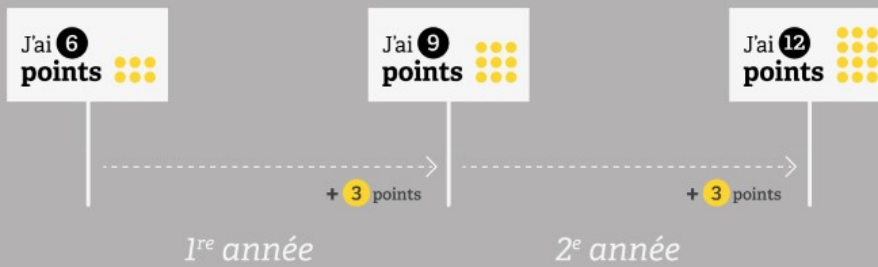 J'ai 6
points
J'ai 9
points
J'ai 12
points
+ 3 points
+ 3 points
1re année
2e année